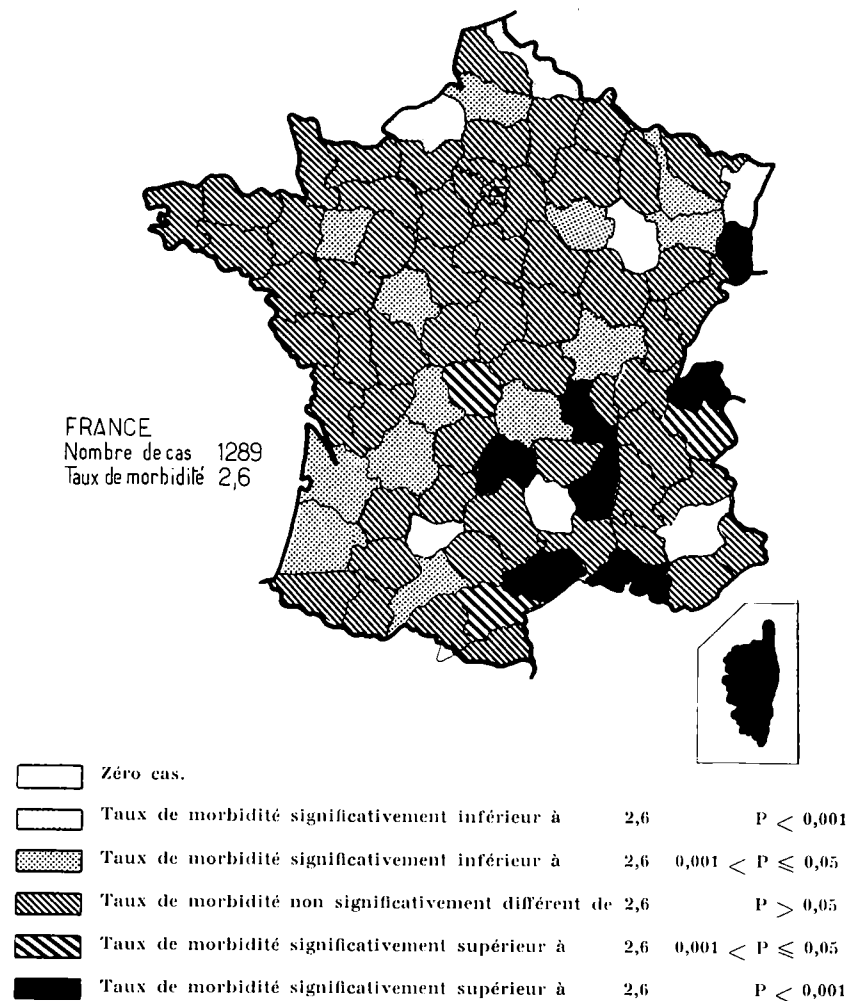 FRANCE
Nombre de cas 1289
Taux de morbidité 2,6
Zéro cas.
Taux de morbidité significativement inférieur à 2,6 P < 0,001
Taux de morbidité significativement inférieur à 2,6 0,001 < P ⩽ 0,05
Taux de morbidité non significativement différent de 2,6 P > 0,05
Taux de morbidité significativement supérieur à 2,6 0,001 < P ⩽ 0,05
Taux de morbidité significativement supérieur à 2,6 P < 0,001